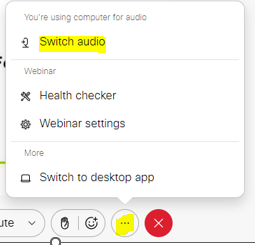 You're using computer for audio
Switch audio
Webinar
Health checker
Webinar settings
More
Switch to desktop app
ute